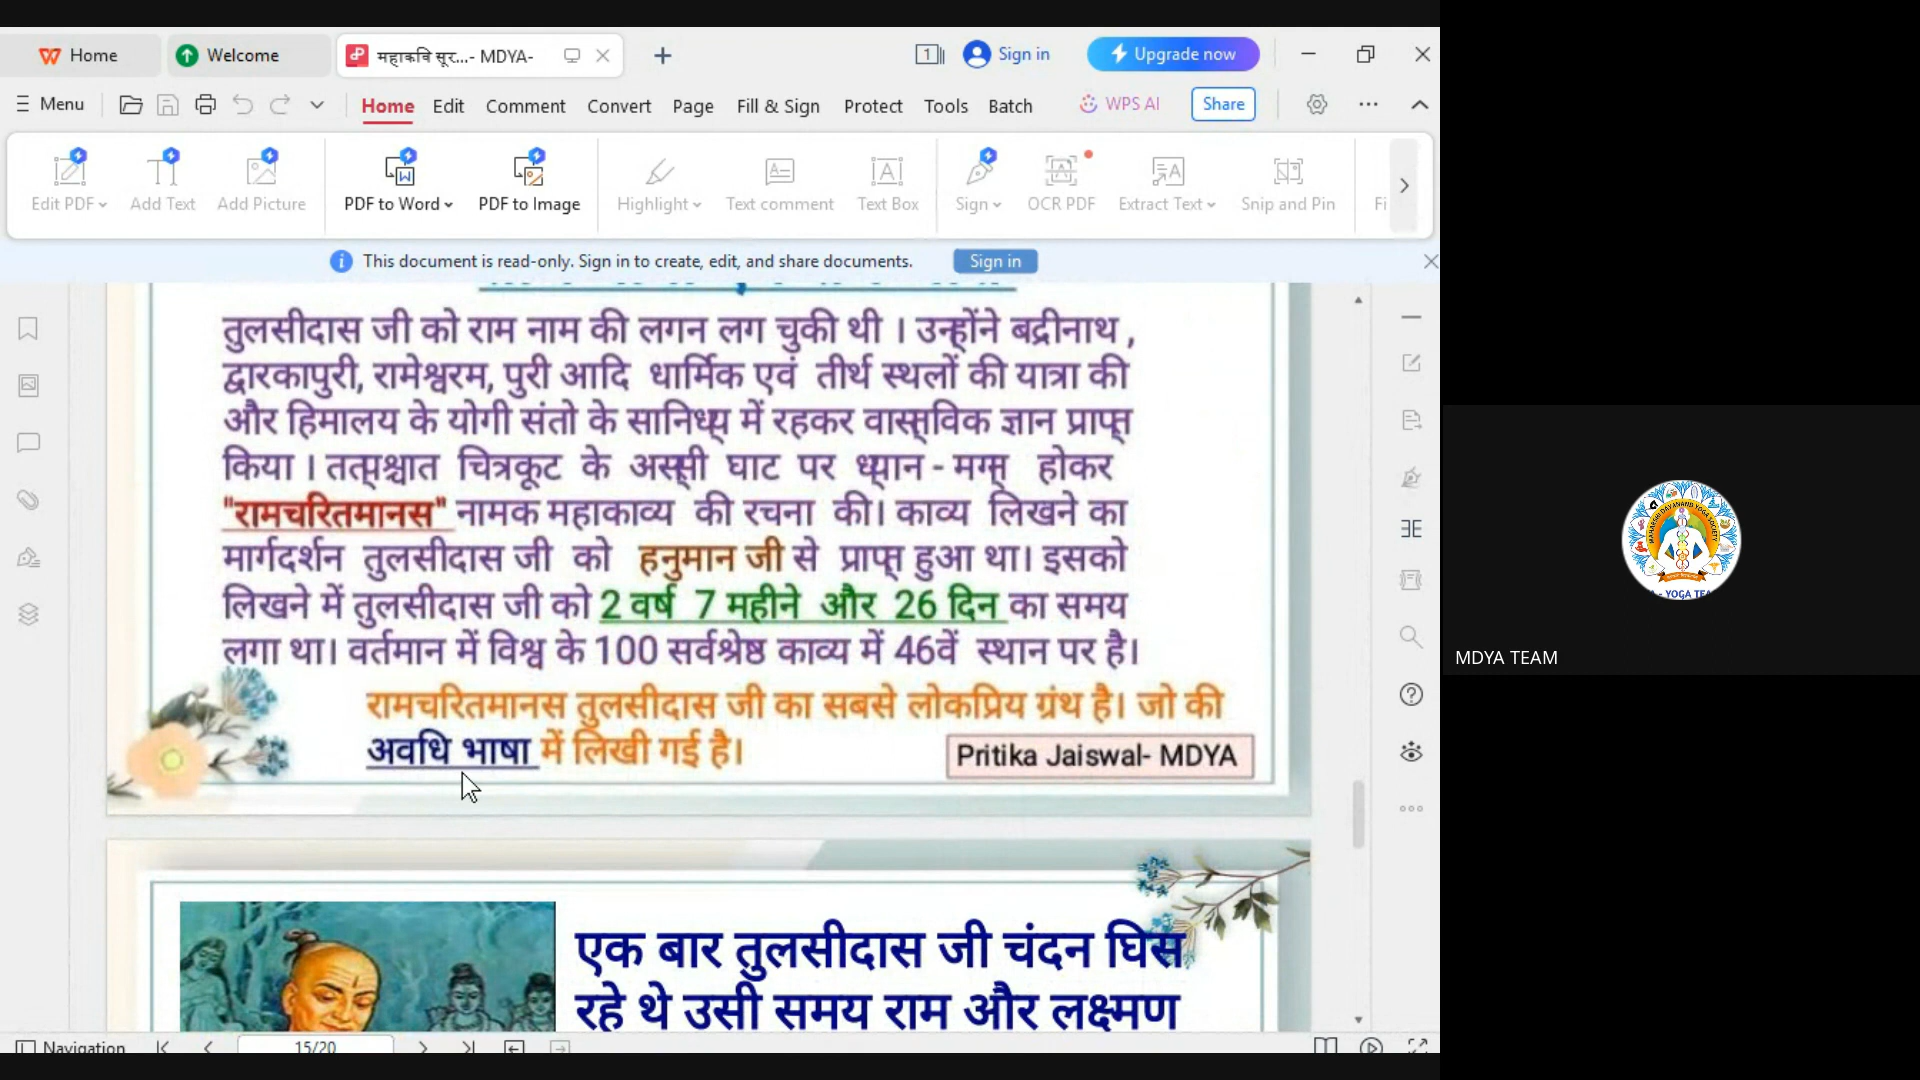 Home
Welcome
महाकवि सूर...- MDYA-
Sign in
Upgrade now
Menu
Home
Edit
Comment
Convert
Page
Fill & Sign
Protect
Tools
Batch
WPS AI
Share
Edit PDF
Add Text
Add Picture
PDF to Word
PDF to Image
Highlight
Text comment
Text Box
Sign
OCR PDF
Extract Text
Snip and Pin
Fi
This document is read-only. Sign in to create, edit, and share documents.
Sign in
तुलसीदास जी को राम नाम की लगन लग चुकी थी । उन्होंने बद्रीनाथ ,
द्वारकापुरी, रामेश्वरम, पुरी आदि धार्मिक एवं तीर्थ स्थलों की यात्रा की
और हिमालय के योगी संतो के सानिध्य में रहकर वास्तविक ज्ञान प्राप्त
किया । तत्पश्चात चित्रकूट के अस्सी घाट पर ध्यान - मग्न होकर
"रामचरितमानस" नामक महाकाव्य की रचना की। काव्य लिखने का
मार्गदर्शन तुलसीदास जी को हनुमान जी से प्राप्त हुआ था। इसको
लिखने में तुलसीदास जी को 2 वर्ष 7 महीने और 26 दिन का समय
लगा था। वर्तमान में विश्व के 100 सर्वश्रेष्ठ काव्य में 46वें स्थान पर है।
रामचरितमानस तुलसीदास जी का सबसे लोकप्रिय ग्रंथ है। जो की
अवधि भाषा में लिखी गई है।
Pritika Jaiswal- MDYA
एक बार तुलसीदास जी चंदन घिस
रहे थे उसी समय राम और लक्ष्मण
Navigation
15/20
MDYA TEAM